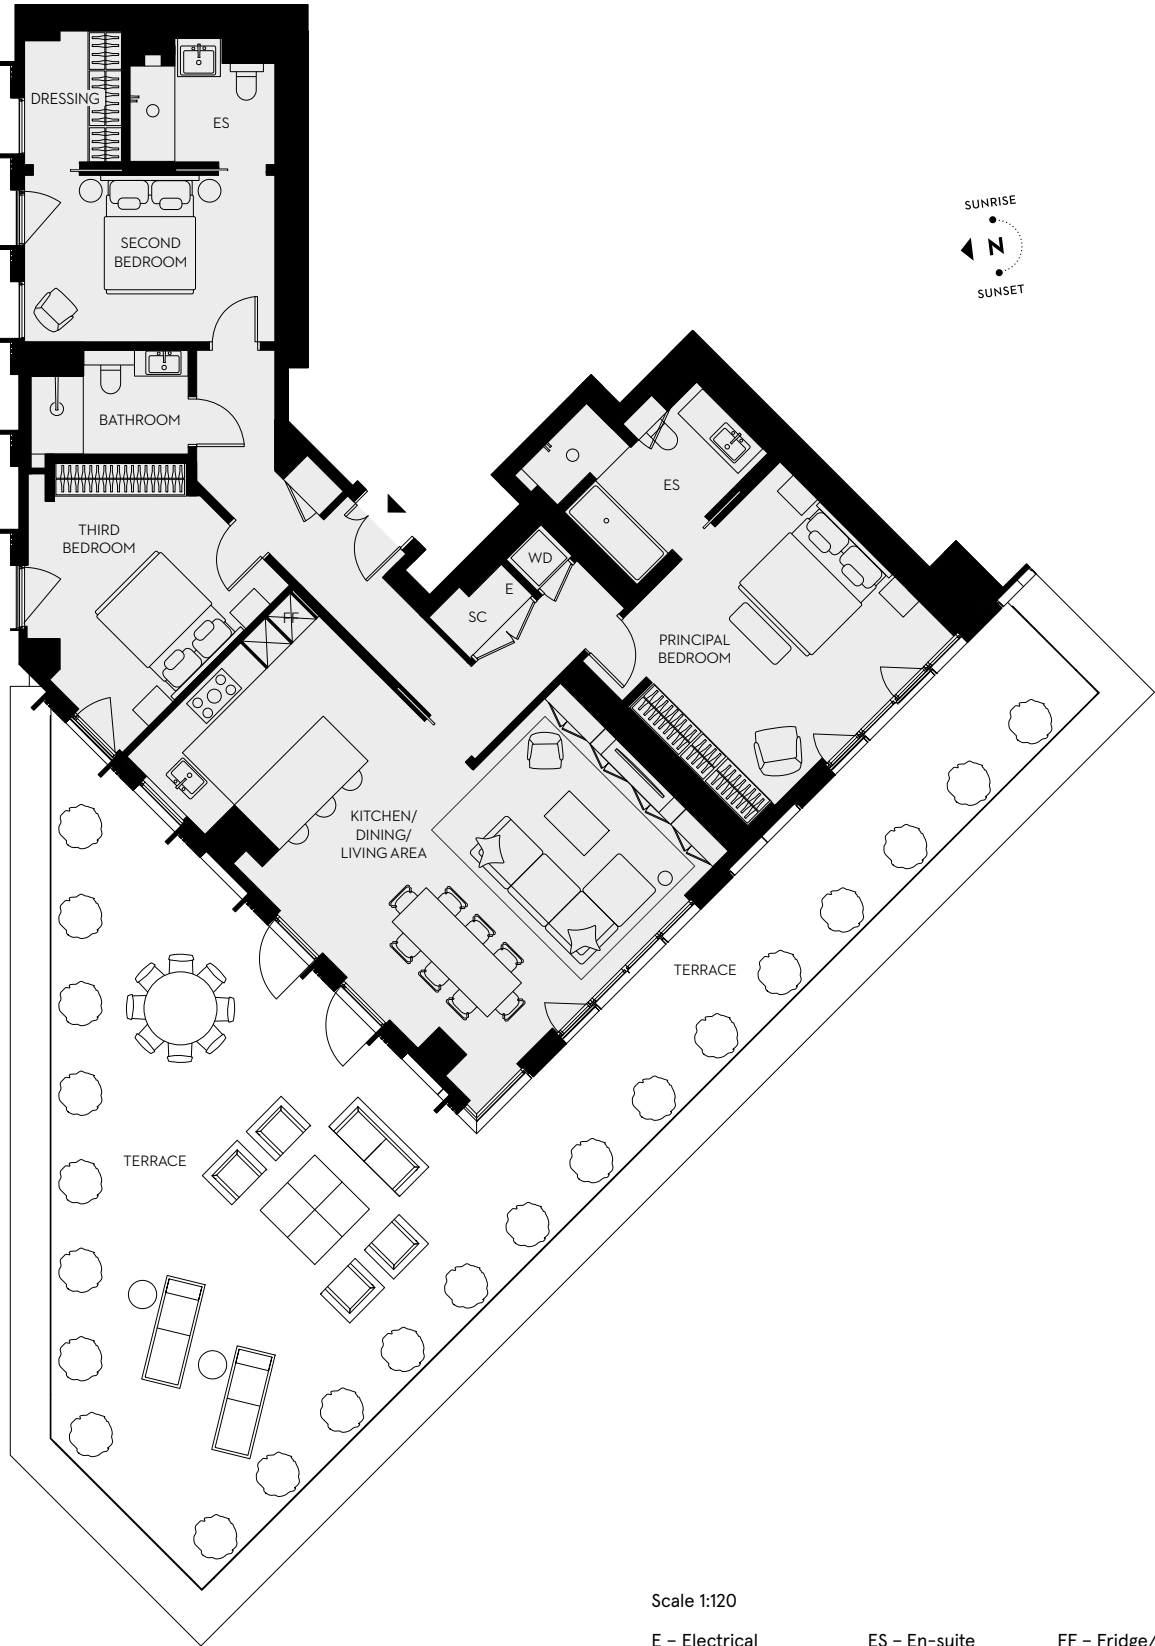 DRESSING
ES
SECOND
BEDROOM
SUNRISE
N
SUNSET
BATHROOM
ES
THIRD
BEDROOM
WD
E
SC
FF
PRINCIPAL
BEDROOM
KITCHEN/
DINING/
LIVING AREA
TERRACE
TERRACE
Scale 1:120
E – Electrical
ES – En-suite
FF – Fridge/